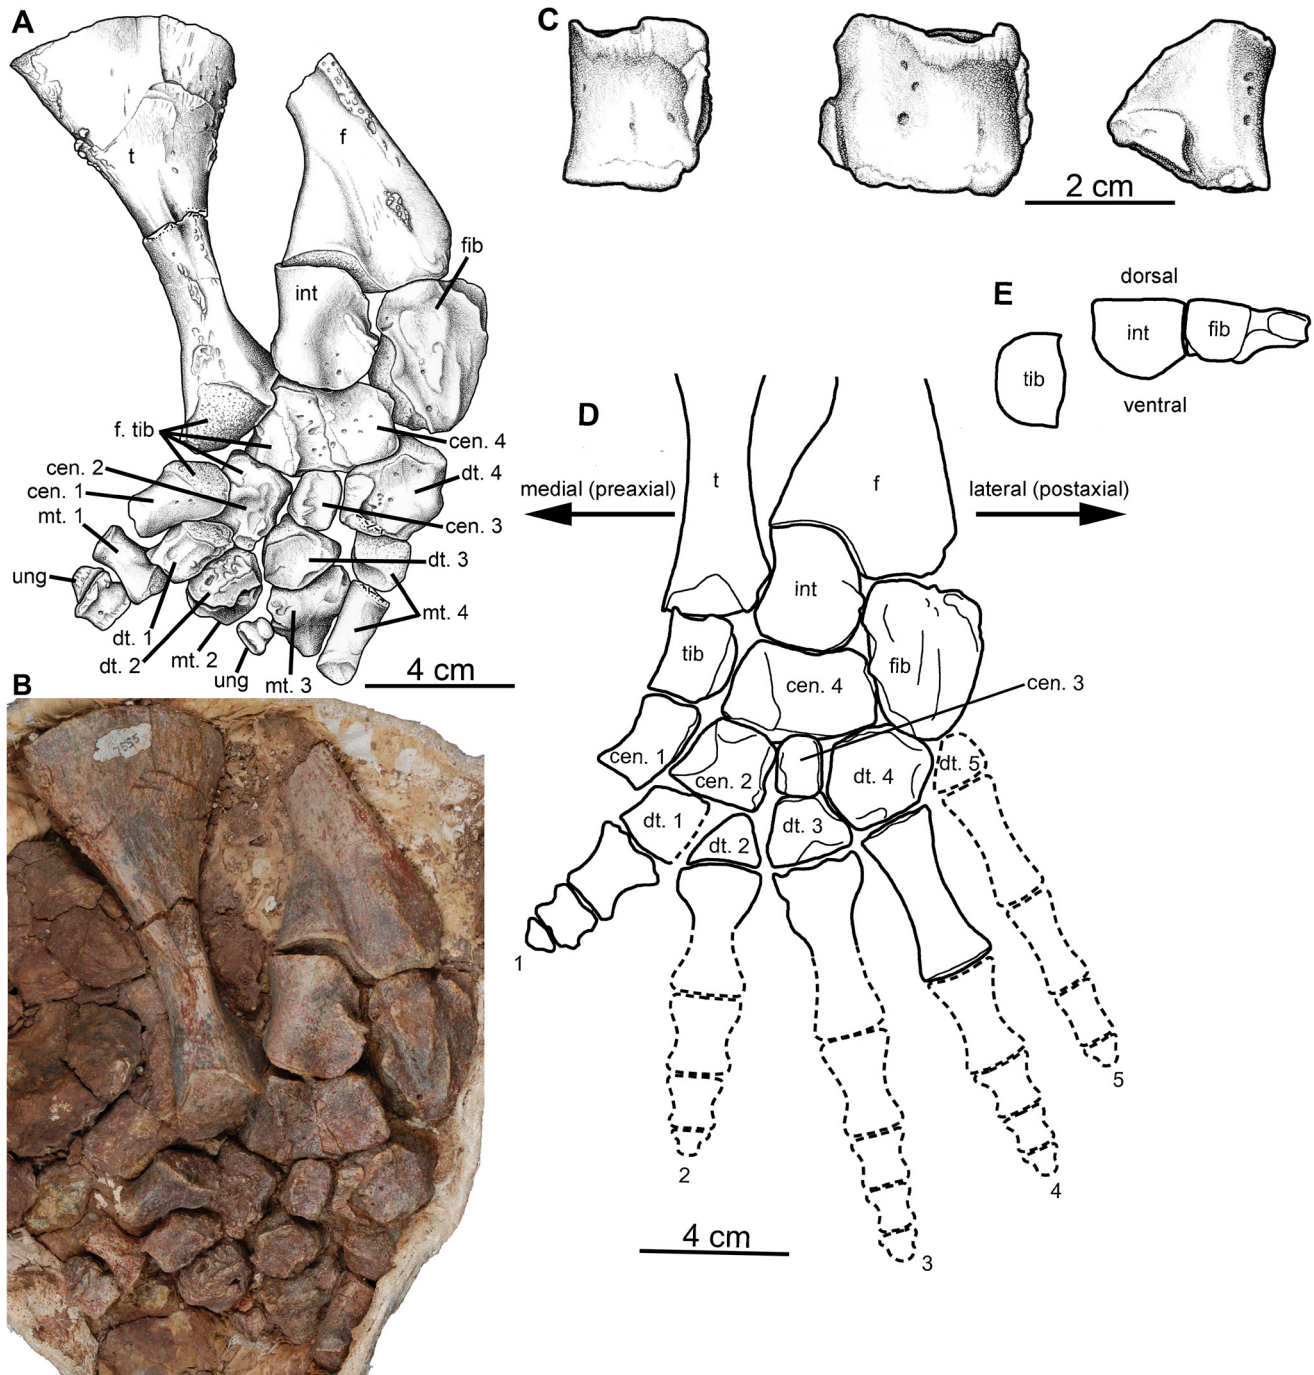 A
t
f
fib
int
f. tib
cen. 4
cen. 2
dt. 4
cen. 1
cen. 3
mt. 1
dt. 3
ung
mt. 4
dt. 1
dt. 2
mt. 2
ung
mt. 3
4 cm
B
7535
C
2 cm
E
dorsal
int
fib
tib
ventral
D
medial (preaxial)
t
f
lateral (postaxial)
int
tib
fib
cen. 4
cen. 3
cen. 1
cen. 2
dt. 4
dt. 5
dt. 1
dt. 2
dt. 3
1
2
3
4
5
4 cm